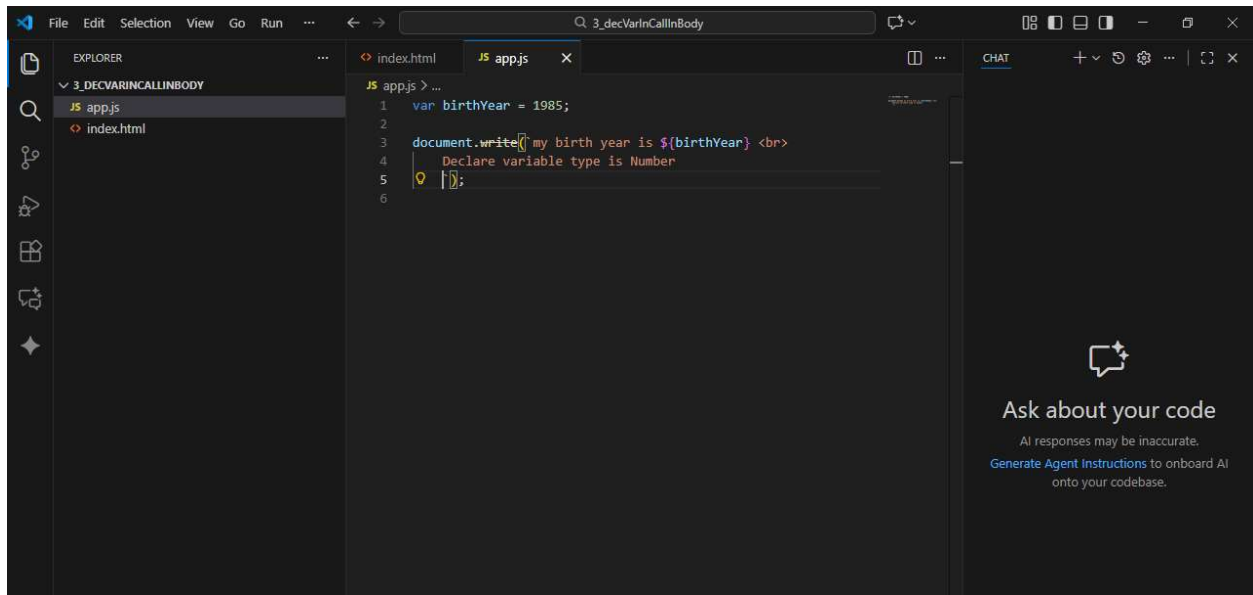 File Edit Selection View Go Run ··· 3_decVarInCallInBody
EXPLORER ···
3_DECVARINCALLINBODY
JS app.js
<> index.html
<> index.html JS app.js
JS app.js > ...
1 var birthYear = 1985;
2
3 document.write(`my birth year is ${birthYear} <br>
4 Declare variable type is Number
5 `);
6
CHAT
Ask about your code
AI responses may be inaccurate.
Generate Agent Instructions to onboard AI
onto your codebase.